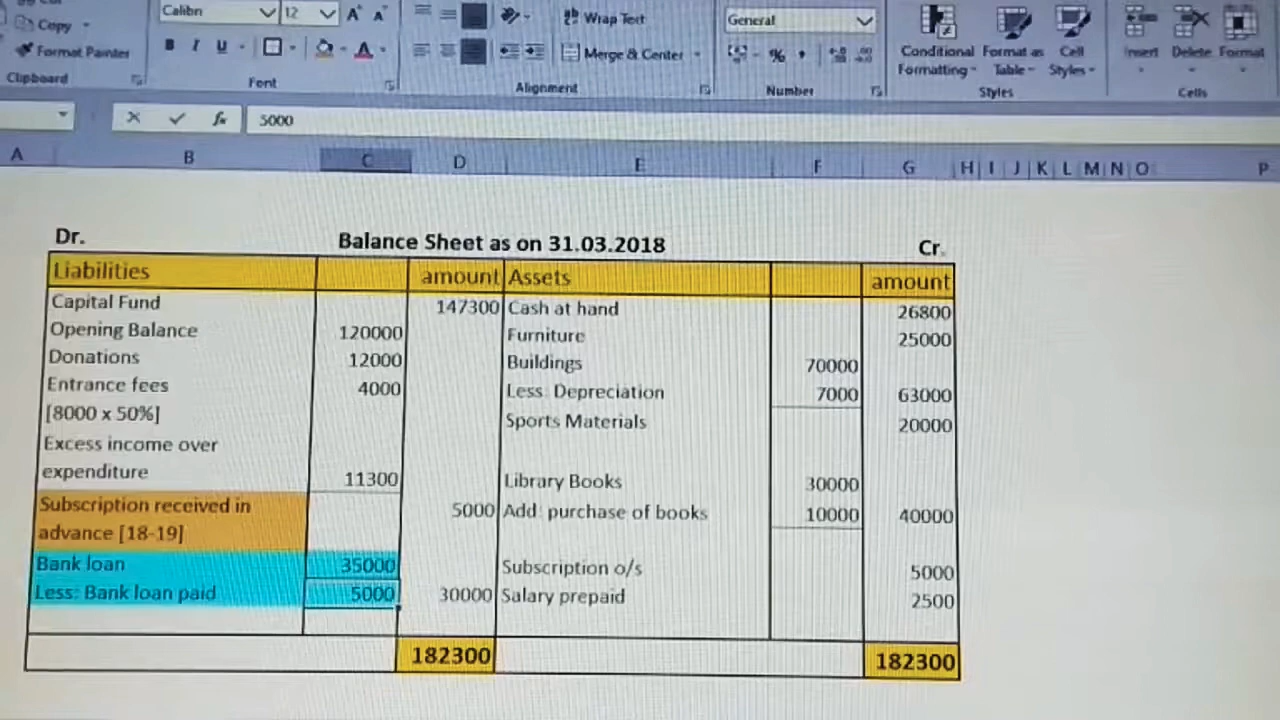 Copy
Calibri 12 A A
Wrap Text
General
Format Painter
B I U A
Merge & Center
%
Conditional Formatting
Format as Table
Cell Styles
Insert Delete Format
Clipboard
Font
Alignment
Number
Styles
Cells
fx 5000
A B C D E F G H I J K L M N O P
Dr. Balance Sheet as on 31.03.2018 Cr.
Liabilities amount Assets amount
Capital Fund 147300 Cash at hand 26800
Opening Balance 120000 Furniture 25000
Donations 12000 Buildings 70000
Entrance fees 4000 Less: Depreciation 7000 63000
[8000 x 50%] Sports Materials 20000
Excess income over
expenditure 11300 Library Books 30000
Subscription received in 5000 Add: purchase of books 10000 40000
advance [18-19]
Bank loan 35000 Subscription o/s 5000
Less: Bank loan paid 5000 30000 Salary prepaid 2500
182300 182300